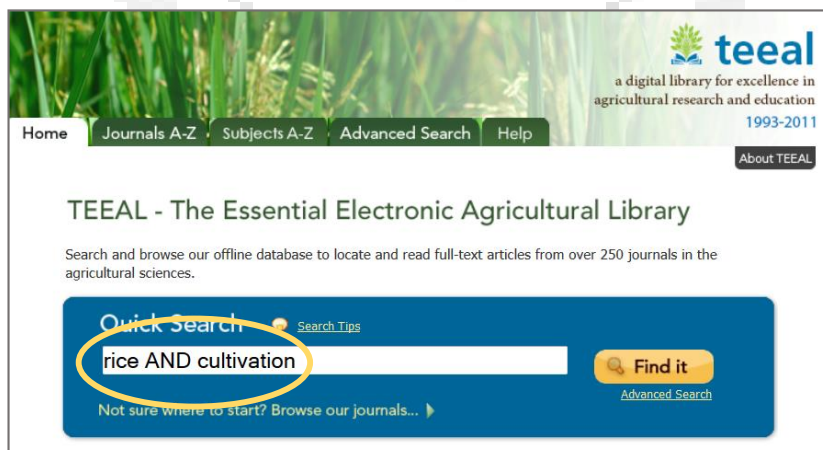 teeal
a digital library for excellence in
agricultural research and education
1993-2011
Home Journals A-Z Subjects A-Z Advanced Search Help
About TEEAL
TEEAL - The Essential Electronic Agricultural Library
Search and browse our offline database to locate and read full-text articles from over 250 journals in the
agricultural sciences.
Quick Search Search Tips
rice AND cultivation
Find it
Advanced Search
Not sure where to start? Browse our journals...